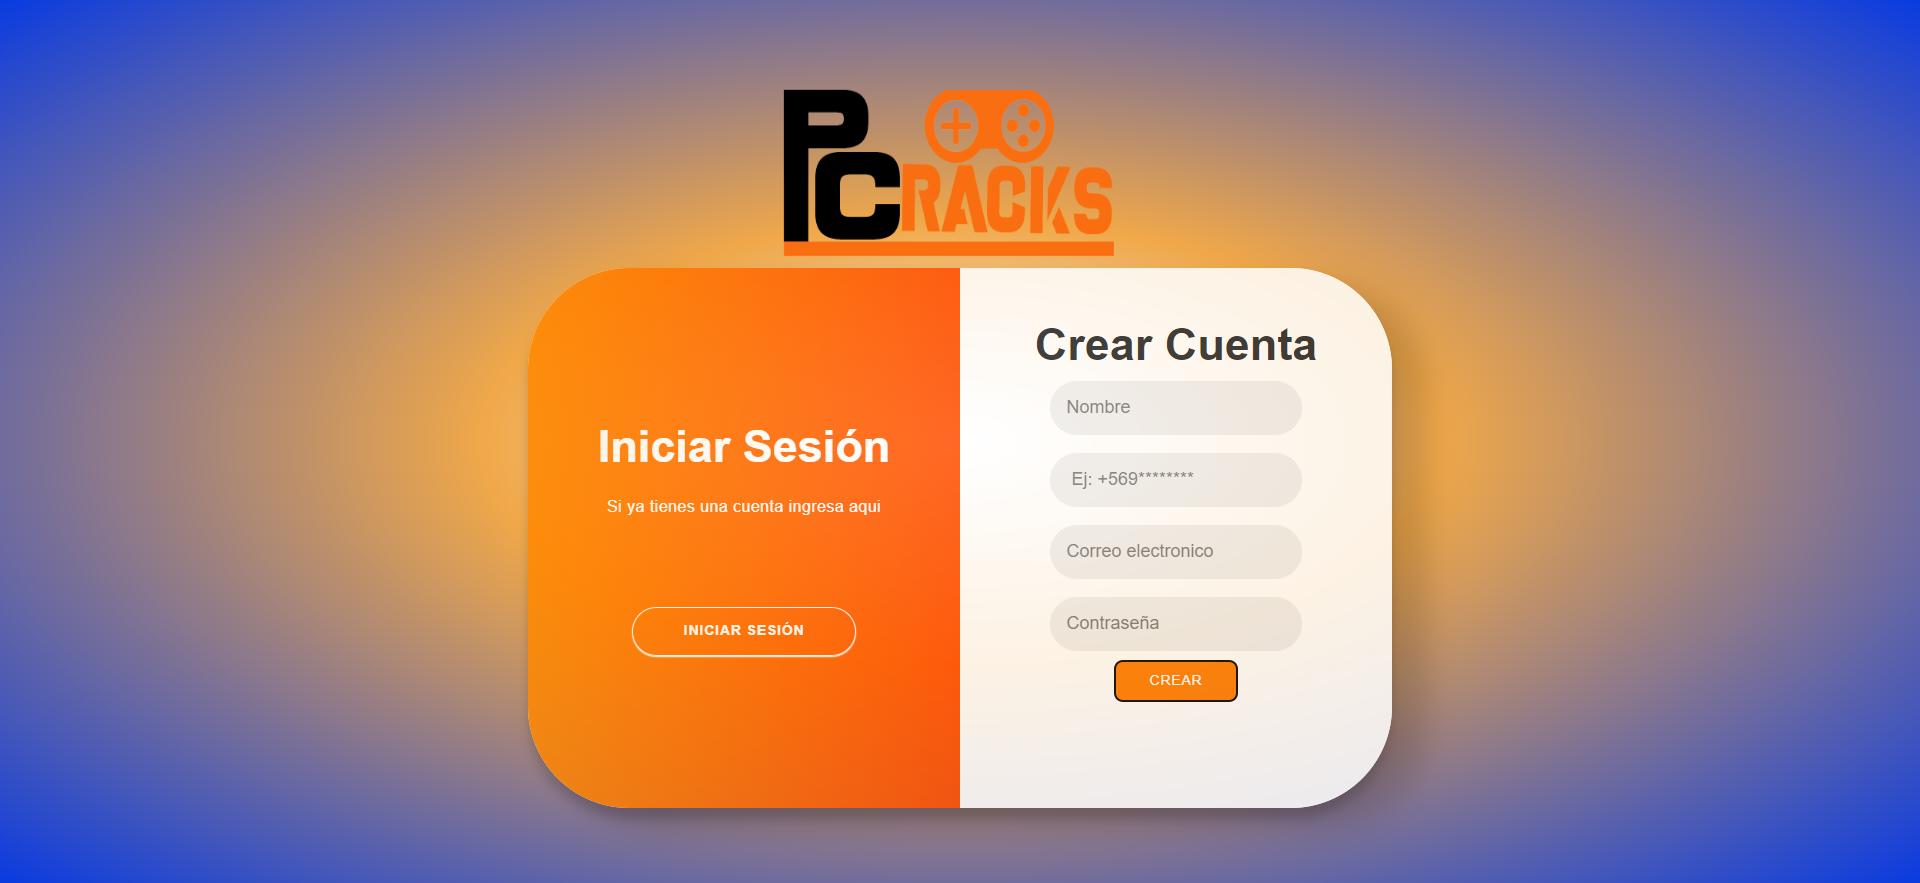 PCRACKS
Iniciar Sesión
Si ya tienes una cuenta ingresa aqui
INICIAR SESIÓN
Crear Cuenta
Nombre
Ej: +569********
Correo electronico
Contraseña
CREAR